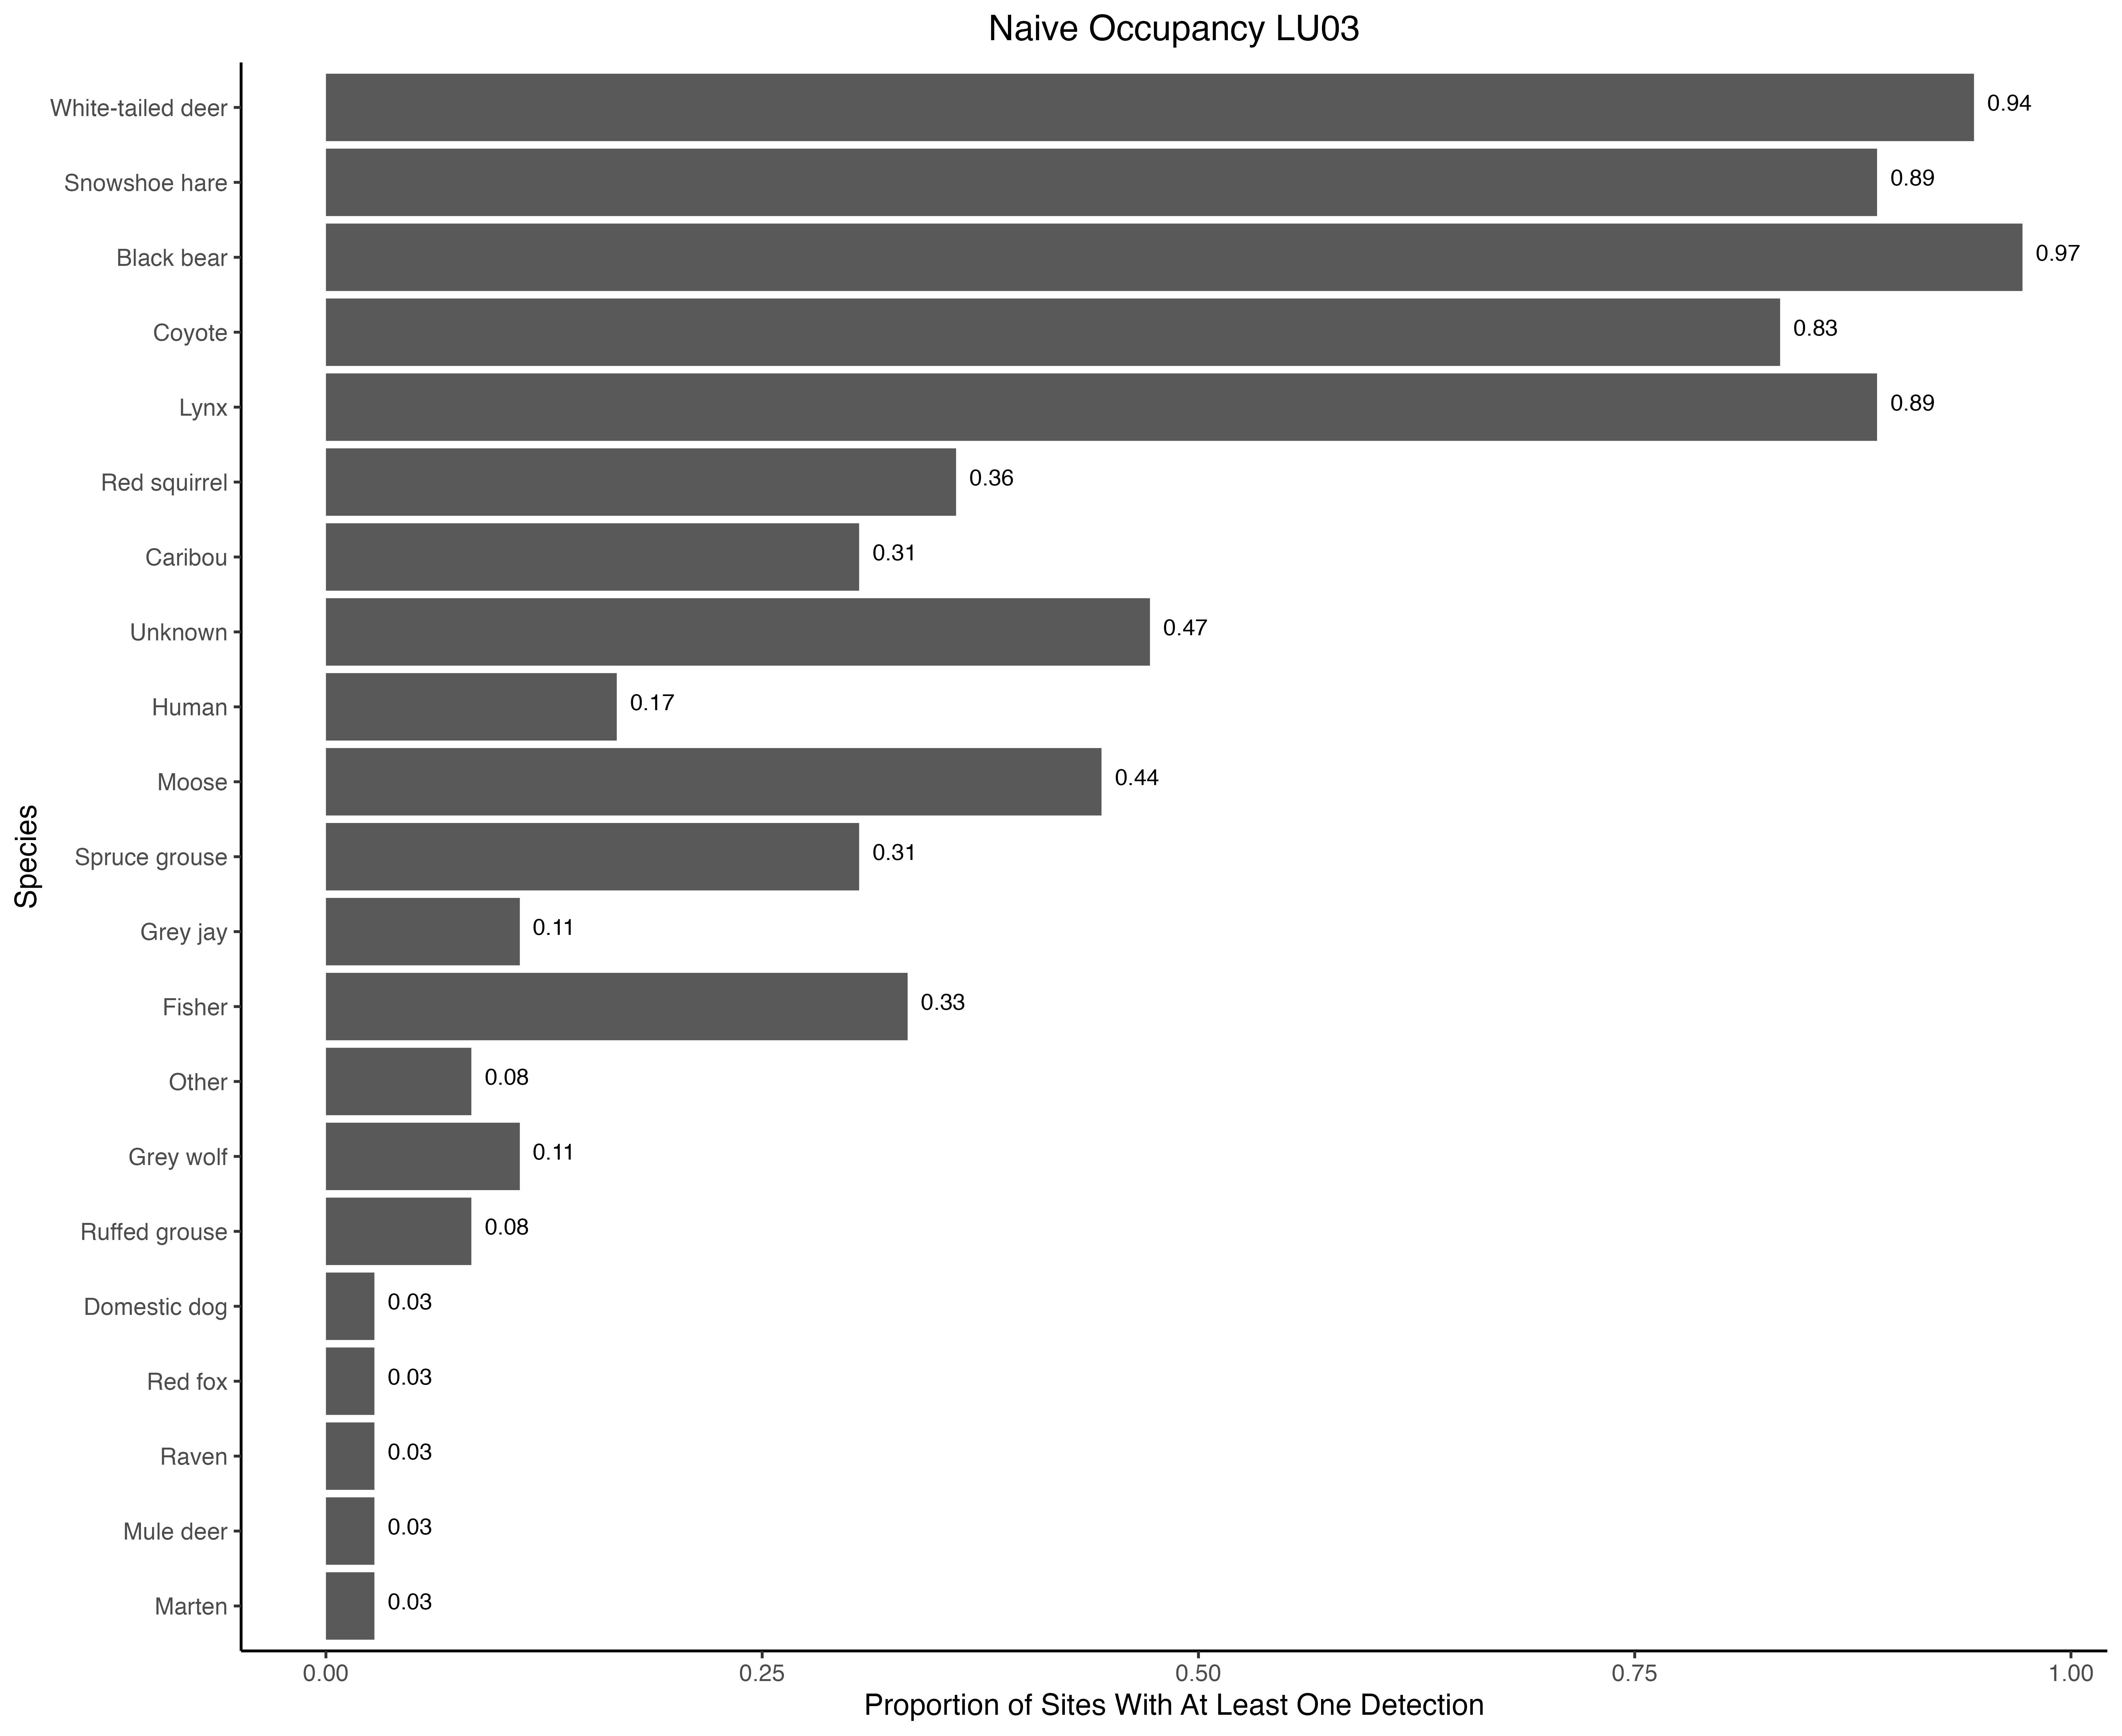 Naive Occupancy LU03
White-tailed deer 0.94
Snowshoe hare 0.89
Black bear 0.97
Coyote 0.83
Lynx 0.89
Red squirrel 0.36
Caribou 0.31
Unknown 0.47
Human 0.17
Moose 0.44
Spruce grouse 0.31
Grey jay 0.11
Fisher 0.33
Other 0.08
Grey wolf 0.11
Ruffed grouse 0.08
Domestic dog 0.03
Red fox 0.03
Raven 0.03
Mule deer 0.03
Marten 0.03
Species
0.00 0.25 0.50 0.75 1.00
Proportion of Sites With At Least One Detection